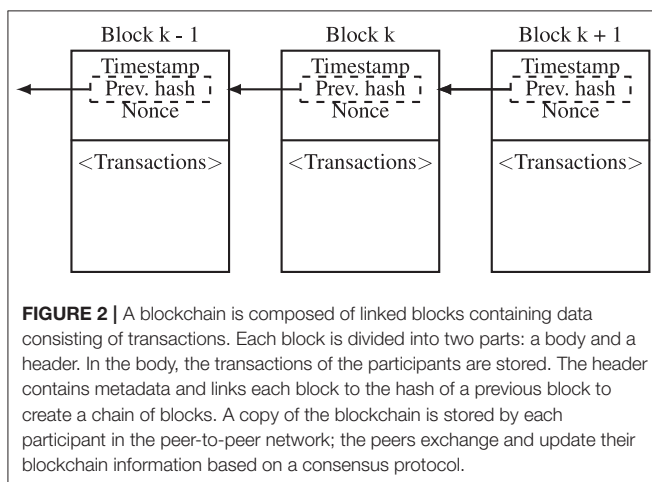 Block k - 1 Block k Block k + 1
Timestamp Timestamp Timestamp
Prev. hash Prev. hash Prev. hash
Nonce Nonce Nonce
<Transactions> <Transactions> <Transactions>
FIGURE 2 | A blockchain is composed of linked blocks containing data
consisting of transactions. Each block is divided into two parts: a body and a
header. In the body, the transactions of the participants are stored. The header
contains metadata and links each block to the hash of a previous block to
create a chain of blocks. A copy of the blockchain is stored by each
participant in the peer-to-peer network; the peers exchange and update their
blockchain information based on a consensus protocol.